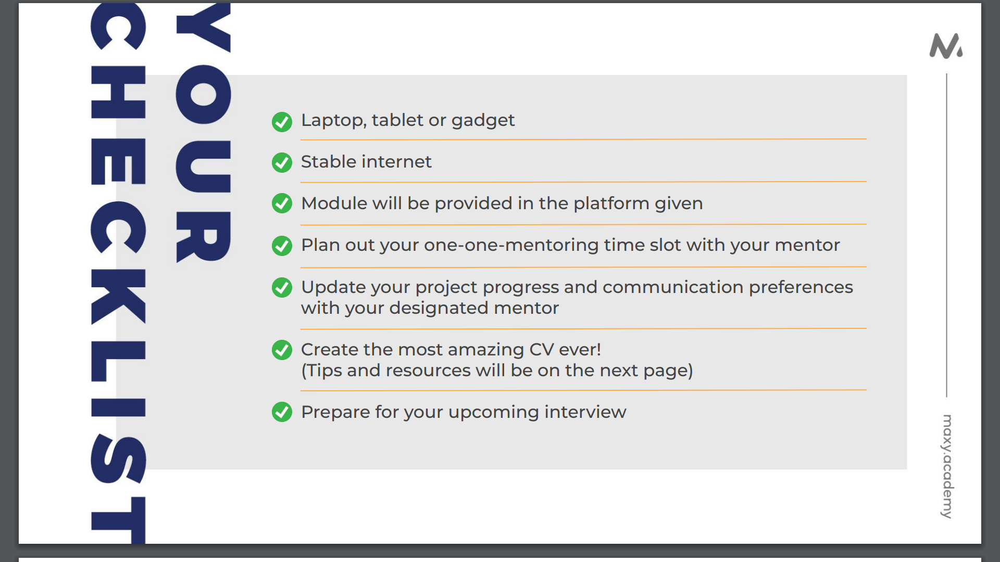 YOUR
CHECKLIST
Laptop, tablet or gadget
Stable internet
Module will be provided in the platform given
Plan out your one-one-mentoring time slot with your mentor
Update your project progress and communication preferences
with your designated mentor
Create the most amazing CV ever!
(Tips and resources will be on the next page)
Prepare for your upcoming interview
maxy.academy